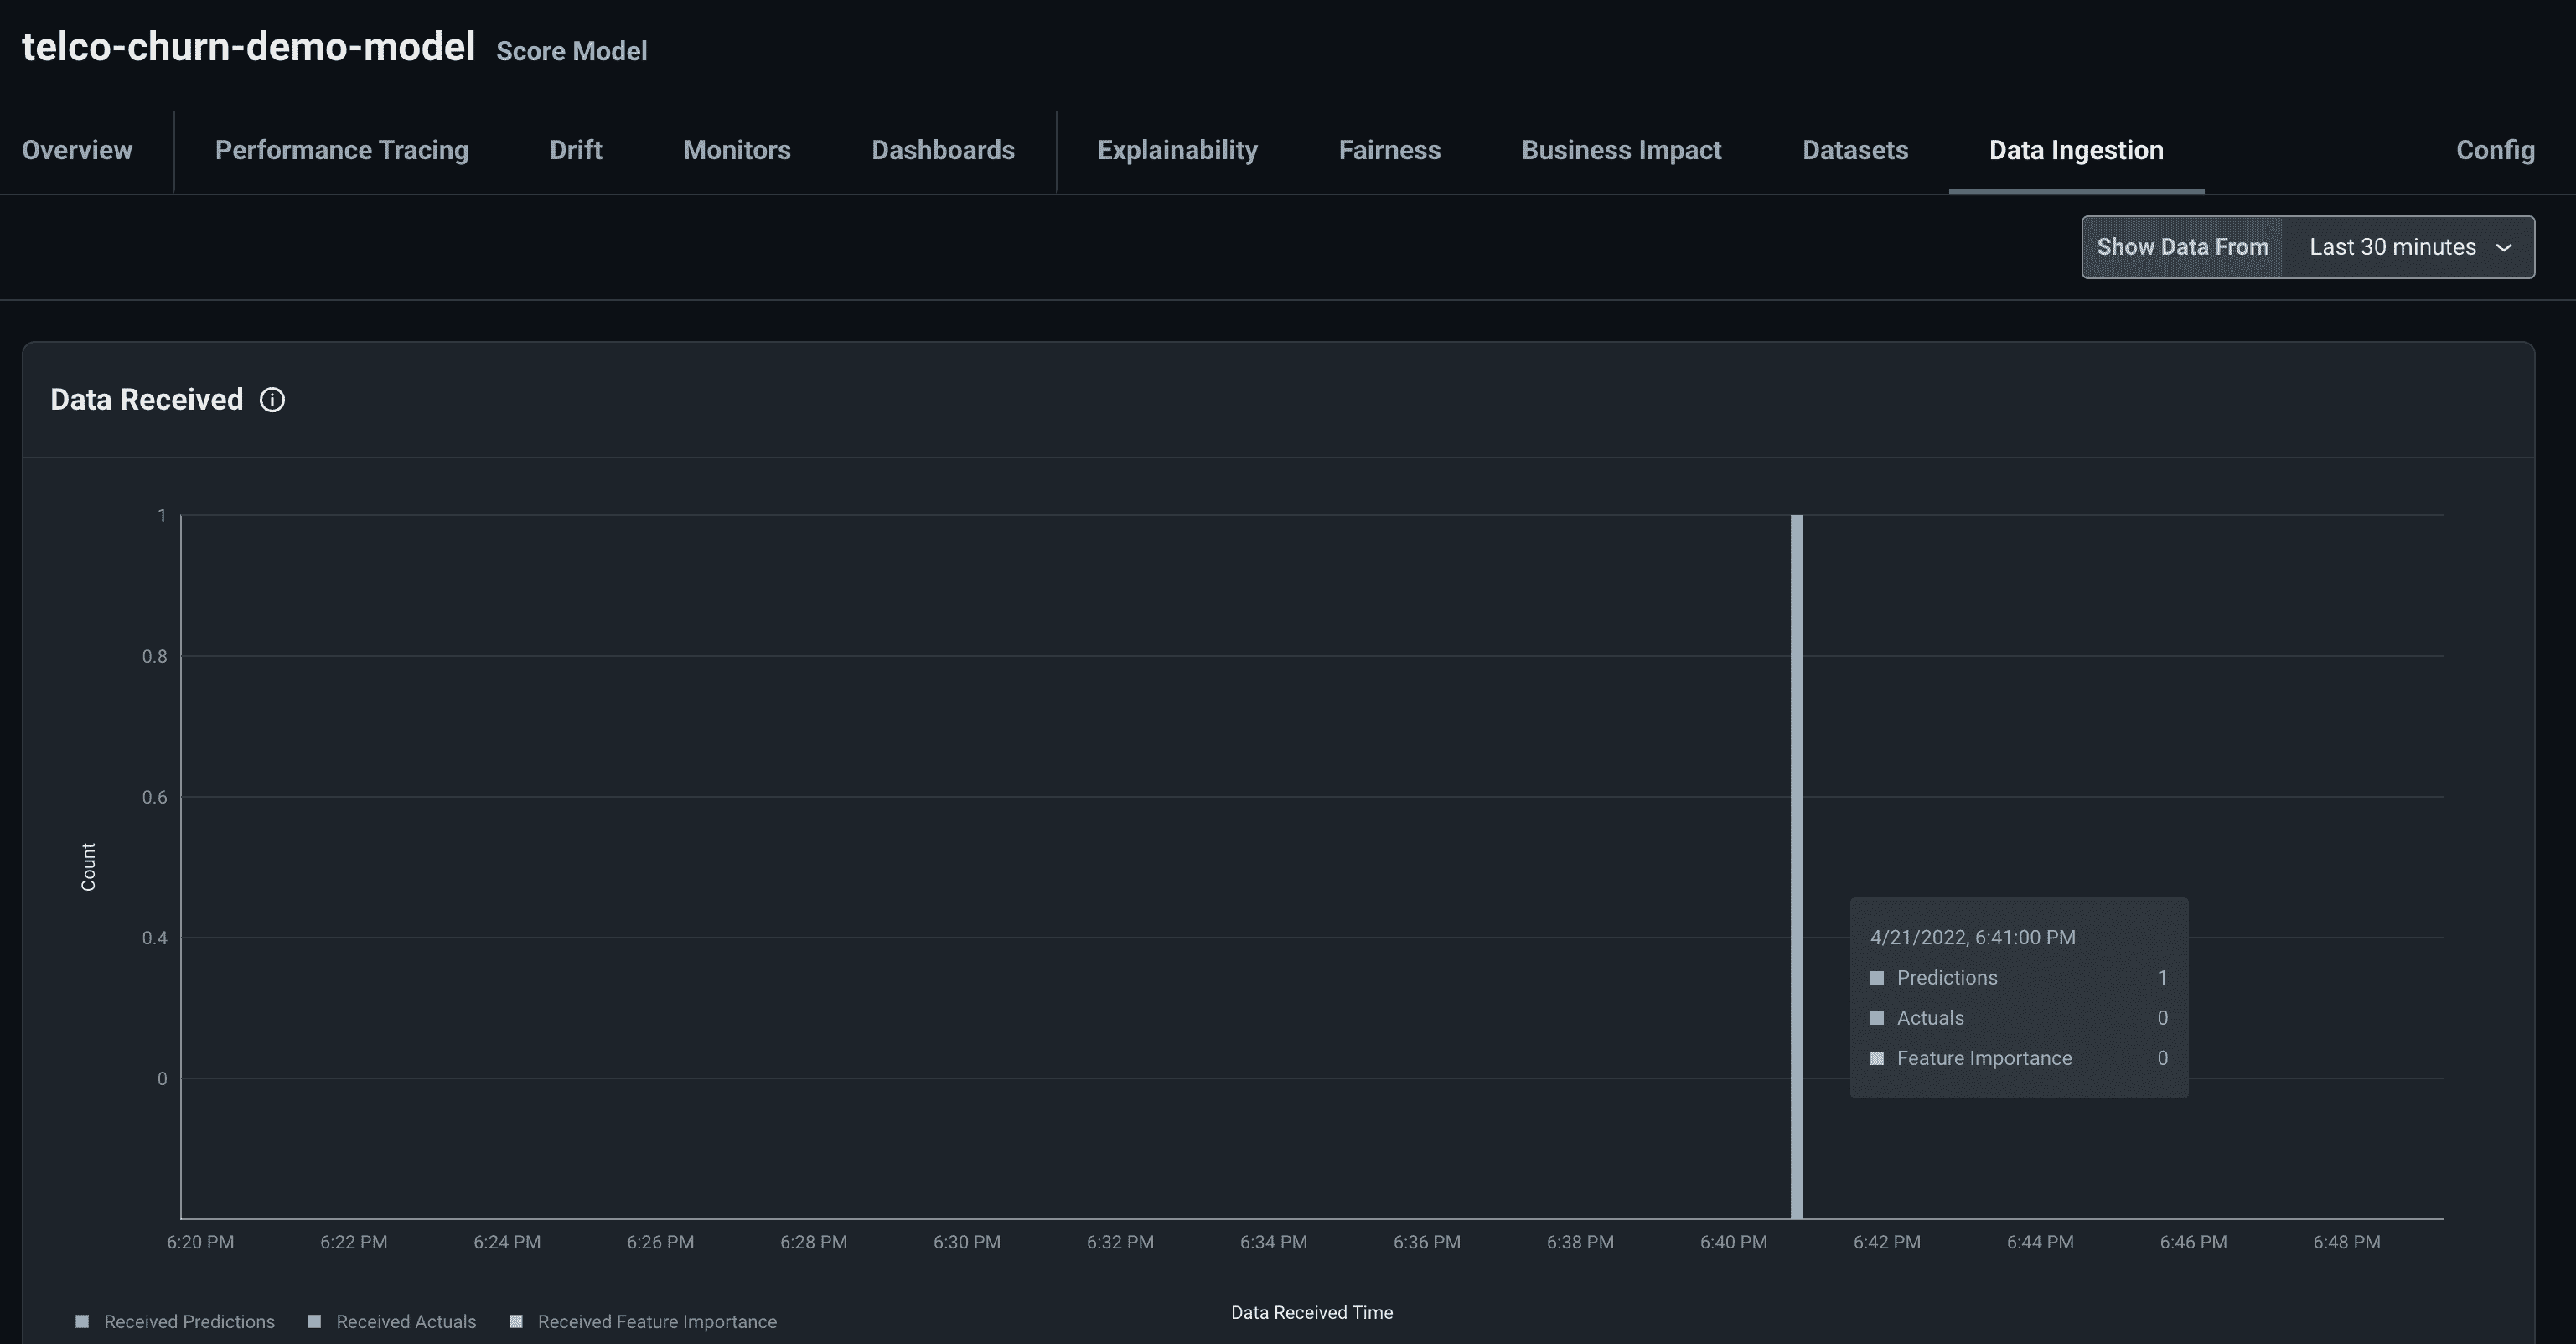 telco-churn-demo-model Score Model
Overview Performance Tracing Drift Monitors Dashboards Explainability Fairness Business Impact Datasets Data Ingestion Config
Show Data From Last 30 minutes
Data Received
1
0.8
0.6
Count
0.4
0
4/21/2022, 6:41:00 PM
Predictions 1
Actuals 0
Feature Importance 0
6:20 PM 6:22 PM 6:24 PM 6:26 PM 6:28 PM 6:30 PM 6:32 PM 6:34 PM 6:36 PM 6:38 PM 6:40 PM 6:42 PM 6:44 PM 6:46 PM 6:48 PM
Data Received Time
Received Predictions Received Actuals Received Feature Importance